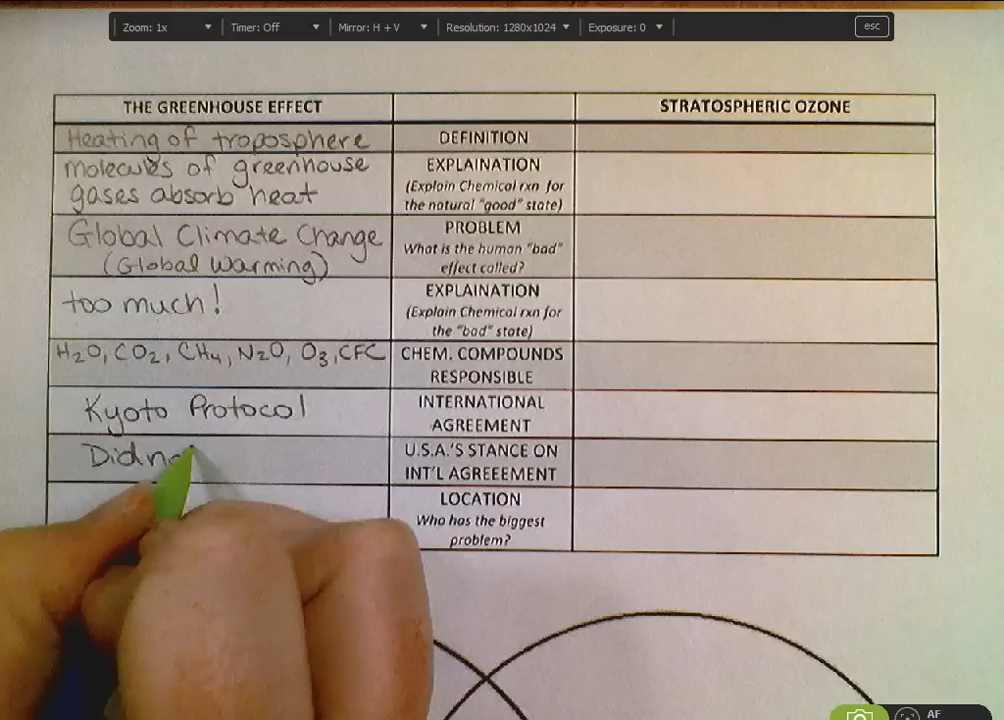 Zoom: 1x Timer: Off Mirror: H + V Resolution: 1280x1024 Exposure: 0 esc
THE GREENHOUSE EFFECT STRATOSPHERIC OZONE
Heating of troposphere DEFINITION
molecules of greenhouse EXPLAINATION
gases absorb heat (Explain Chemical rxn for
the natural "good" state)
Global Climate Change PROBLEM
(Global Warming) What is the human "bad"
effect called?
too much! EXPLAINATION
(Explain Chemical rxn for
the "bad" state)
H2O, CO2, CH4, N2O, O3, CFC CHEM. COMPOUNDS
RESPONSIBLE
Kyoto Protocol INTERNATIONAL
AGREEMENT
Did U.S.A.'S STANCE ON
INT'L AGREEEMENT
LOCATION
Who has the biggest
problem?
AF